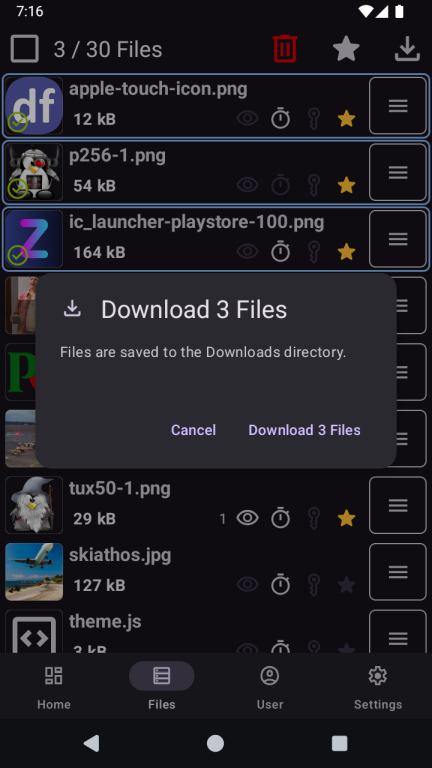 7:16
3 / 30 Files
df
apple-touch-icon.png
12 kB
p256-1.png
54 kB
Z
ic_launcher-playstore-100.png
164 kB
Download 3 Files
Files are saved to the Downloads directory.
Cancel
Download 3 Files
tux50-1.png
29 kB
1
skiathos.jpg
127 kB
theme.js
3 kB
Home
Files
User
Settings